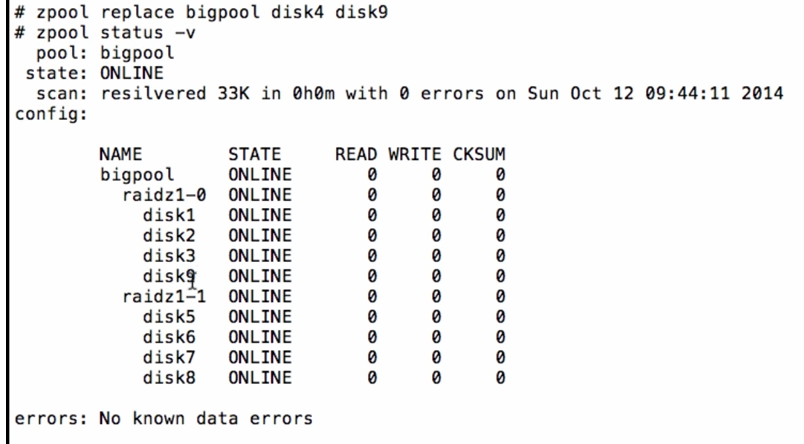 # zpool replace bigpool disk4 disk9
# zpool status -v
pool: bigpool
state: ONLINE
scan: resilvered 33K in 0h0m with 0 errors on Sun Oct 12 09:44:11 2014
config:
NAME STATE READ WRITE CKSUM
bigpool ONLINE 0 0 0
raidz1-0 ONLINE 0 0 0
disk1 ONLINE 0 0 0
disk2 ONLINE 0 0 0
disk3 ONLINE 0 0 0
disk9 ONLINE 0 0 0
raidz1-1 ONLINE 0 0 0
disk5 ONLINE 0 0 0
disk6 ONLINE 0 0 0
disk7 ONLINE 0 0 0
disk8 ONLINE 0 0 0
errors: No known data errors